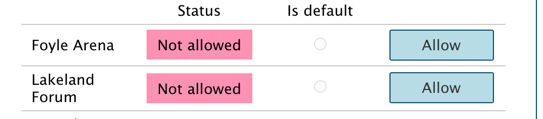 Status Is default
Foyle Arena Not allowed Allow
Lakeland
Forum Not allowed Allow